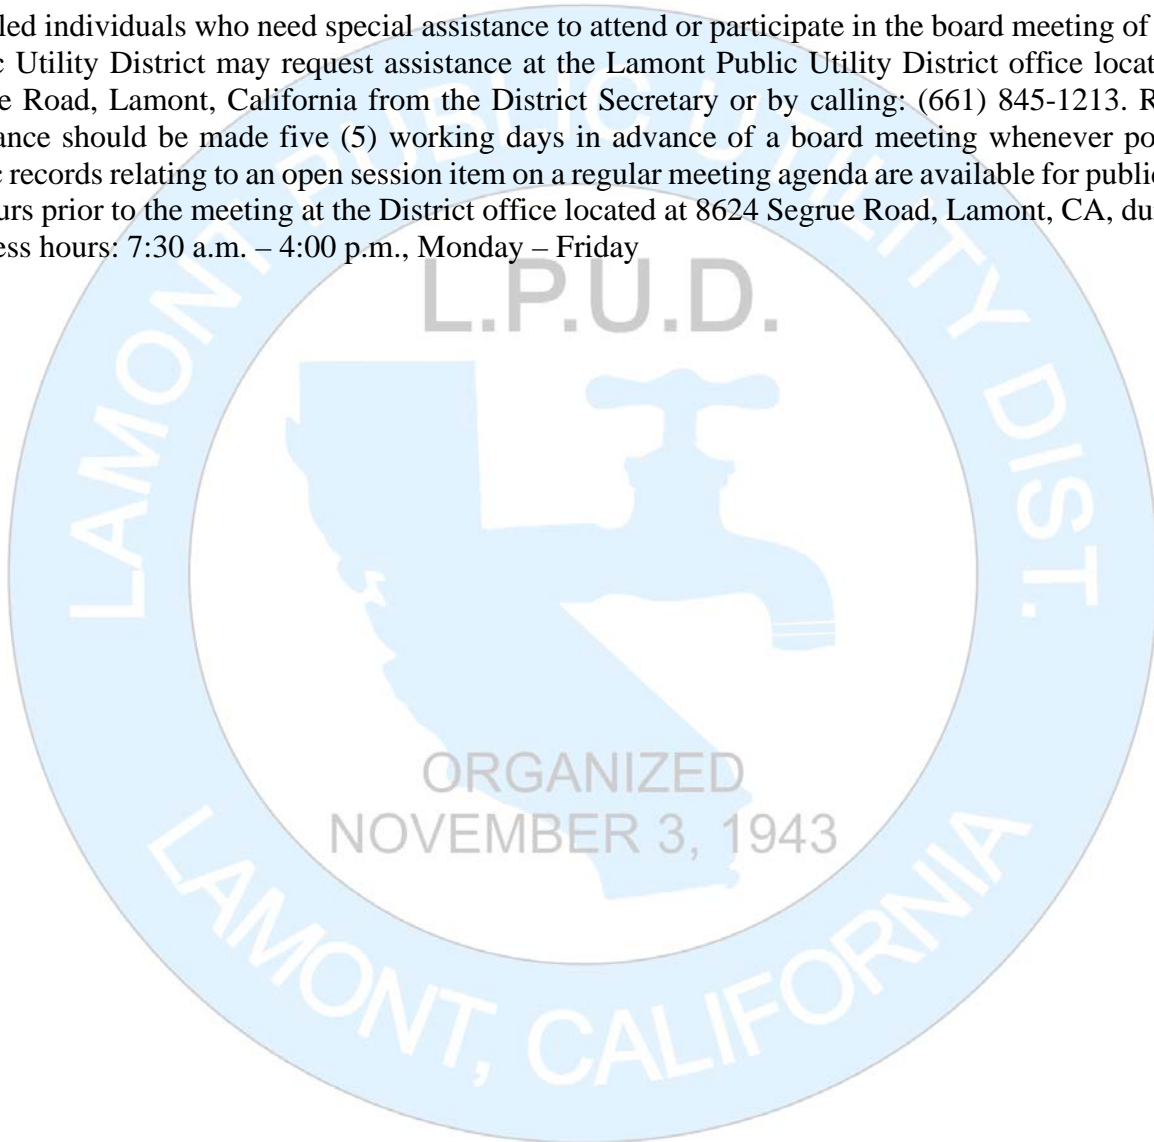 led individuals who need special assistance to attend or participate in the board meeting of
c Utility District may request assistance at the Lamont Public Utility District office locat
e Road, Lamont, California from the District Secretary or by calling: (661) 845-1213. R
ance should be made five (5) working days in advance of a board meeting whenever po
c records relating to an open session item on a regular meeting agenda are available for public
urs prior to the meeting at the District office located at 8624 Segrue Road, Lamont, CA, du
ess hours: 7:30 a.m. – 4:00 p.m., Monday – Friday
LAMONT PUBLIC UTILITY DIST.
L.P.U.D.
ORGANIZED
NOVEMBER 3, 1943
LAMONT, CALIFORNIA